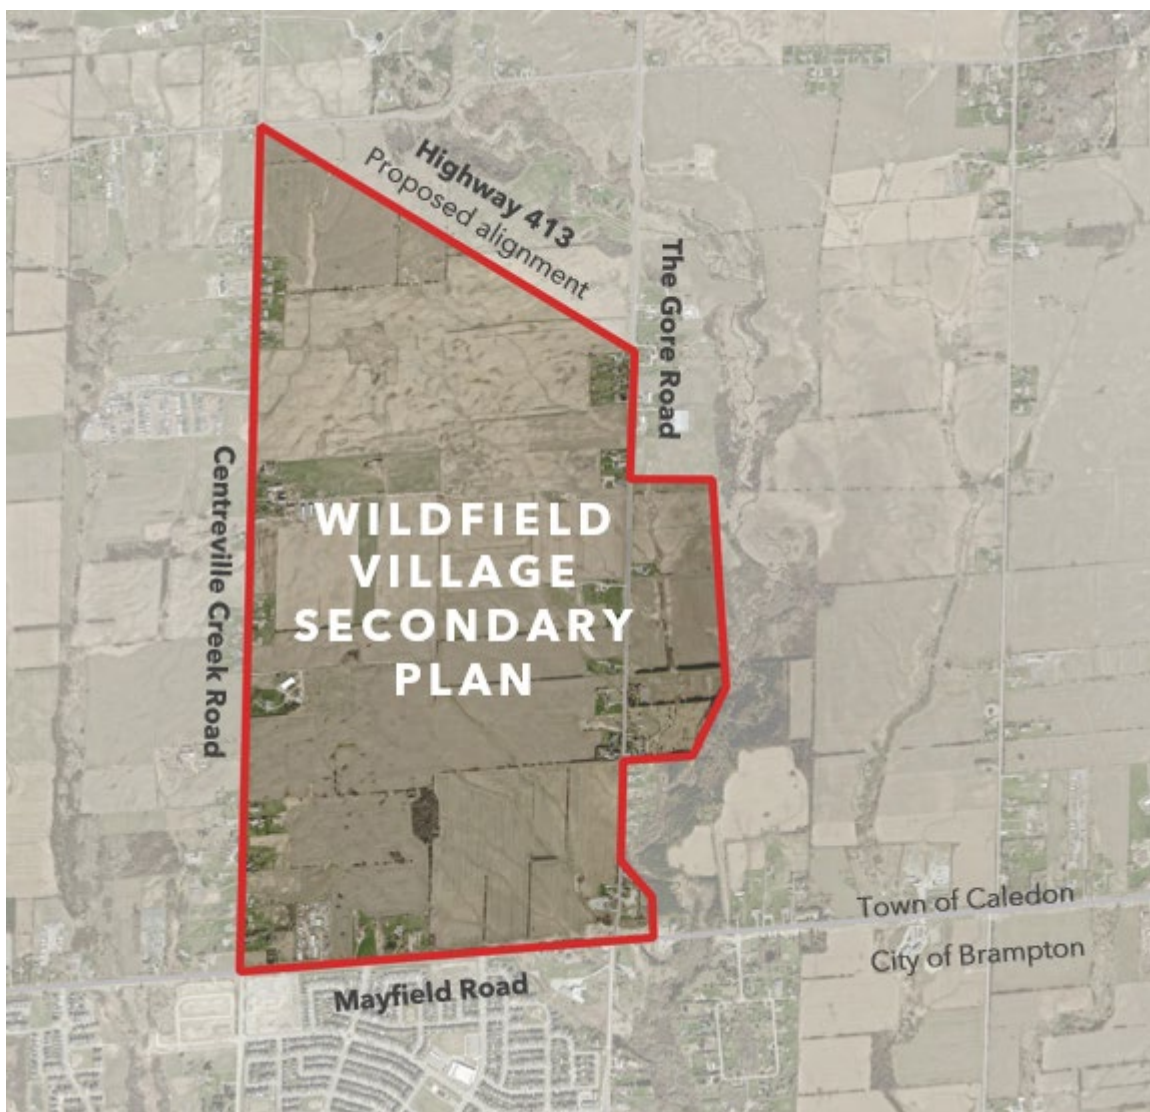 Highway 413
Proposed alignment
The Gore Road
Centreville Creek Road
WILDFIELD
VILLAGE
SECONDARY
PLAN
Town of Caledon
City of Brampton
Mayfield Road